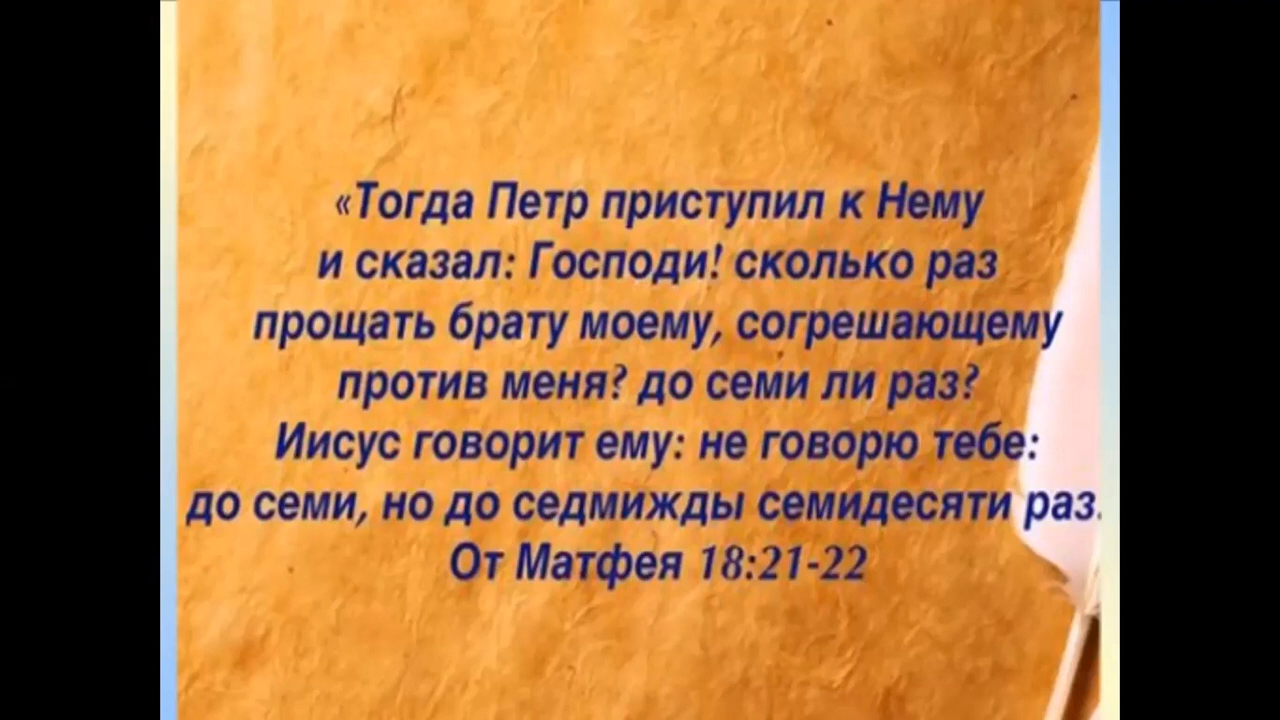 «Тогда Петр приступил к Нему
и сказал: Господи! сколько раз
прощать брату моему, согрешающему
против меня? до семи ли раз?
Иисус говорит ему: не говорю тебе:
до семи, но до седмижды семидесяти раз.
От Матфея 18:21-22